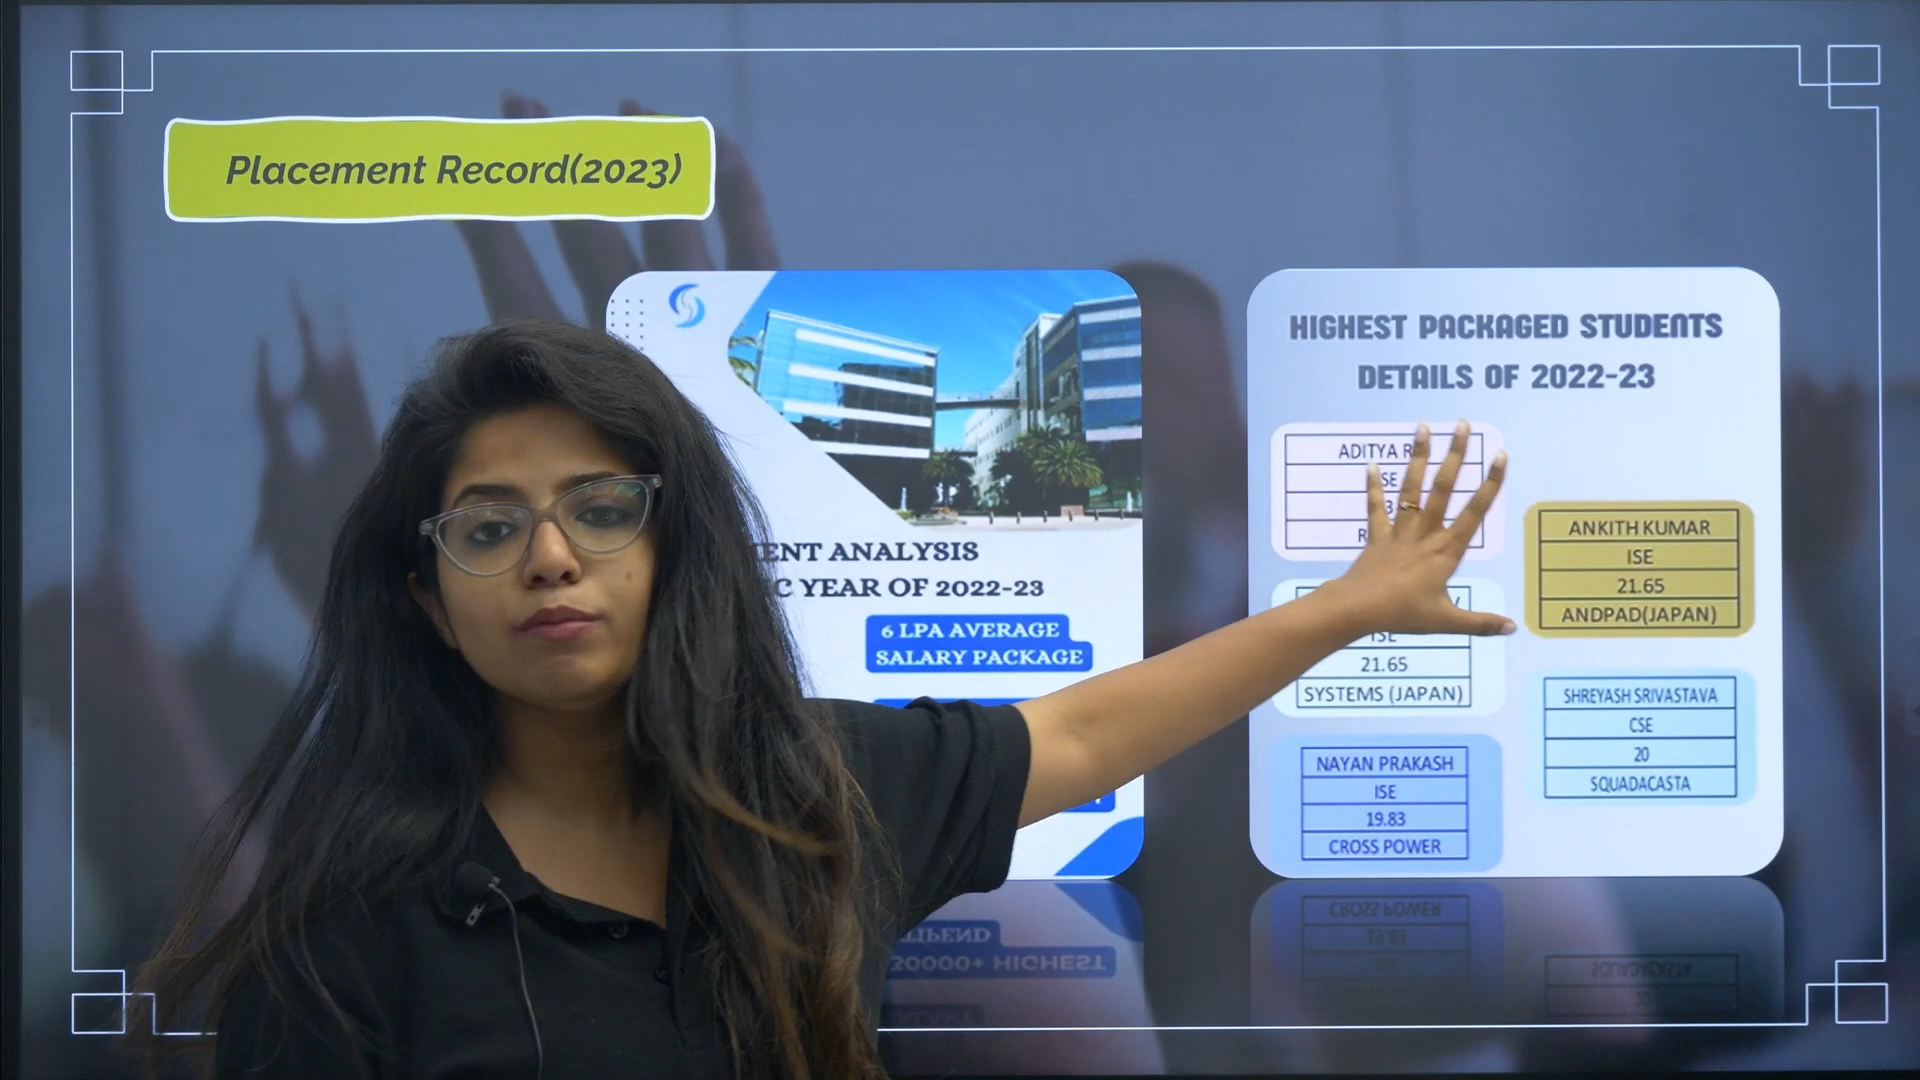 Placement Record(2023)
ANALYSIS
YEAR OF 2022-23
6 LPA AVERAGE
SALARY PACKAGE
HIGHEST PACKAGED STUDENTS
DETAILS OF 2022-23
ADITYA
ISE
21.65
SYSTEMS (JAPAN)
NAYAN PRAKASH
ISE
19.83
CROSS POWER
ANKITH KUMAR
ISE
21.65
ANDPAD(JAPAN)
SHREYASH SRIVASTAVA
CSE
20
SQUADACASTA